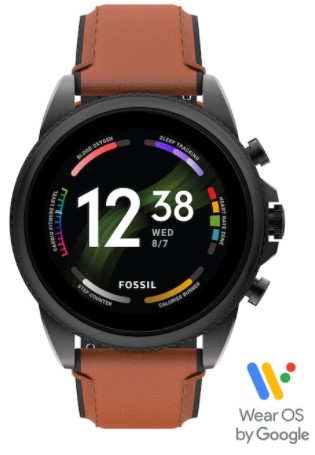 BLOOD OXYGEN
SLEEP TRACKING
CARDIO FITNESS LEVEL
HEART RATE ZONE
12 38
WED
8/7
FOSSIL
STEP COUNTER
CALORIES BURNED
Wear OS
by Google